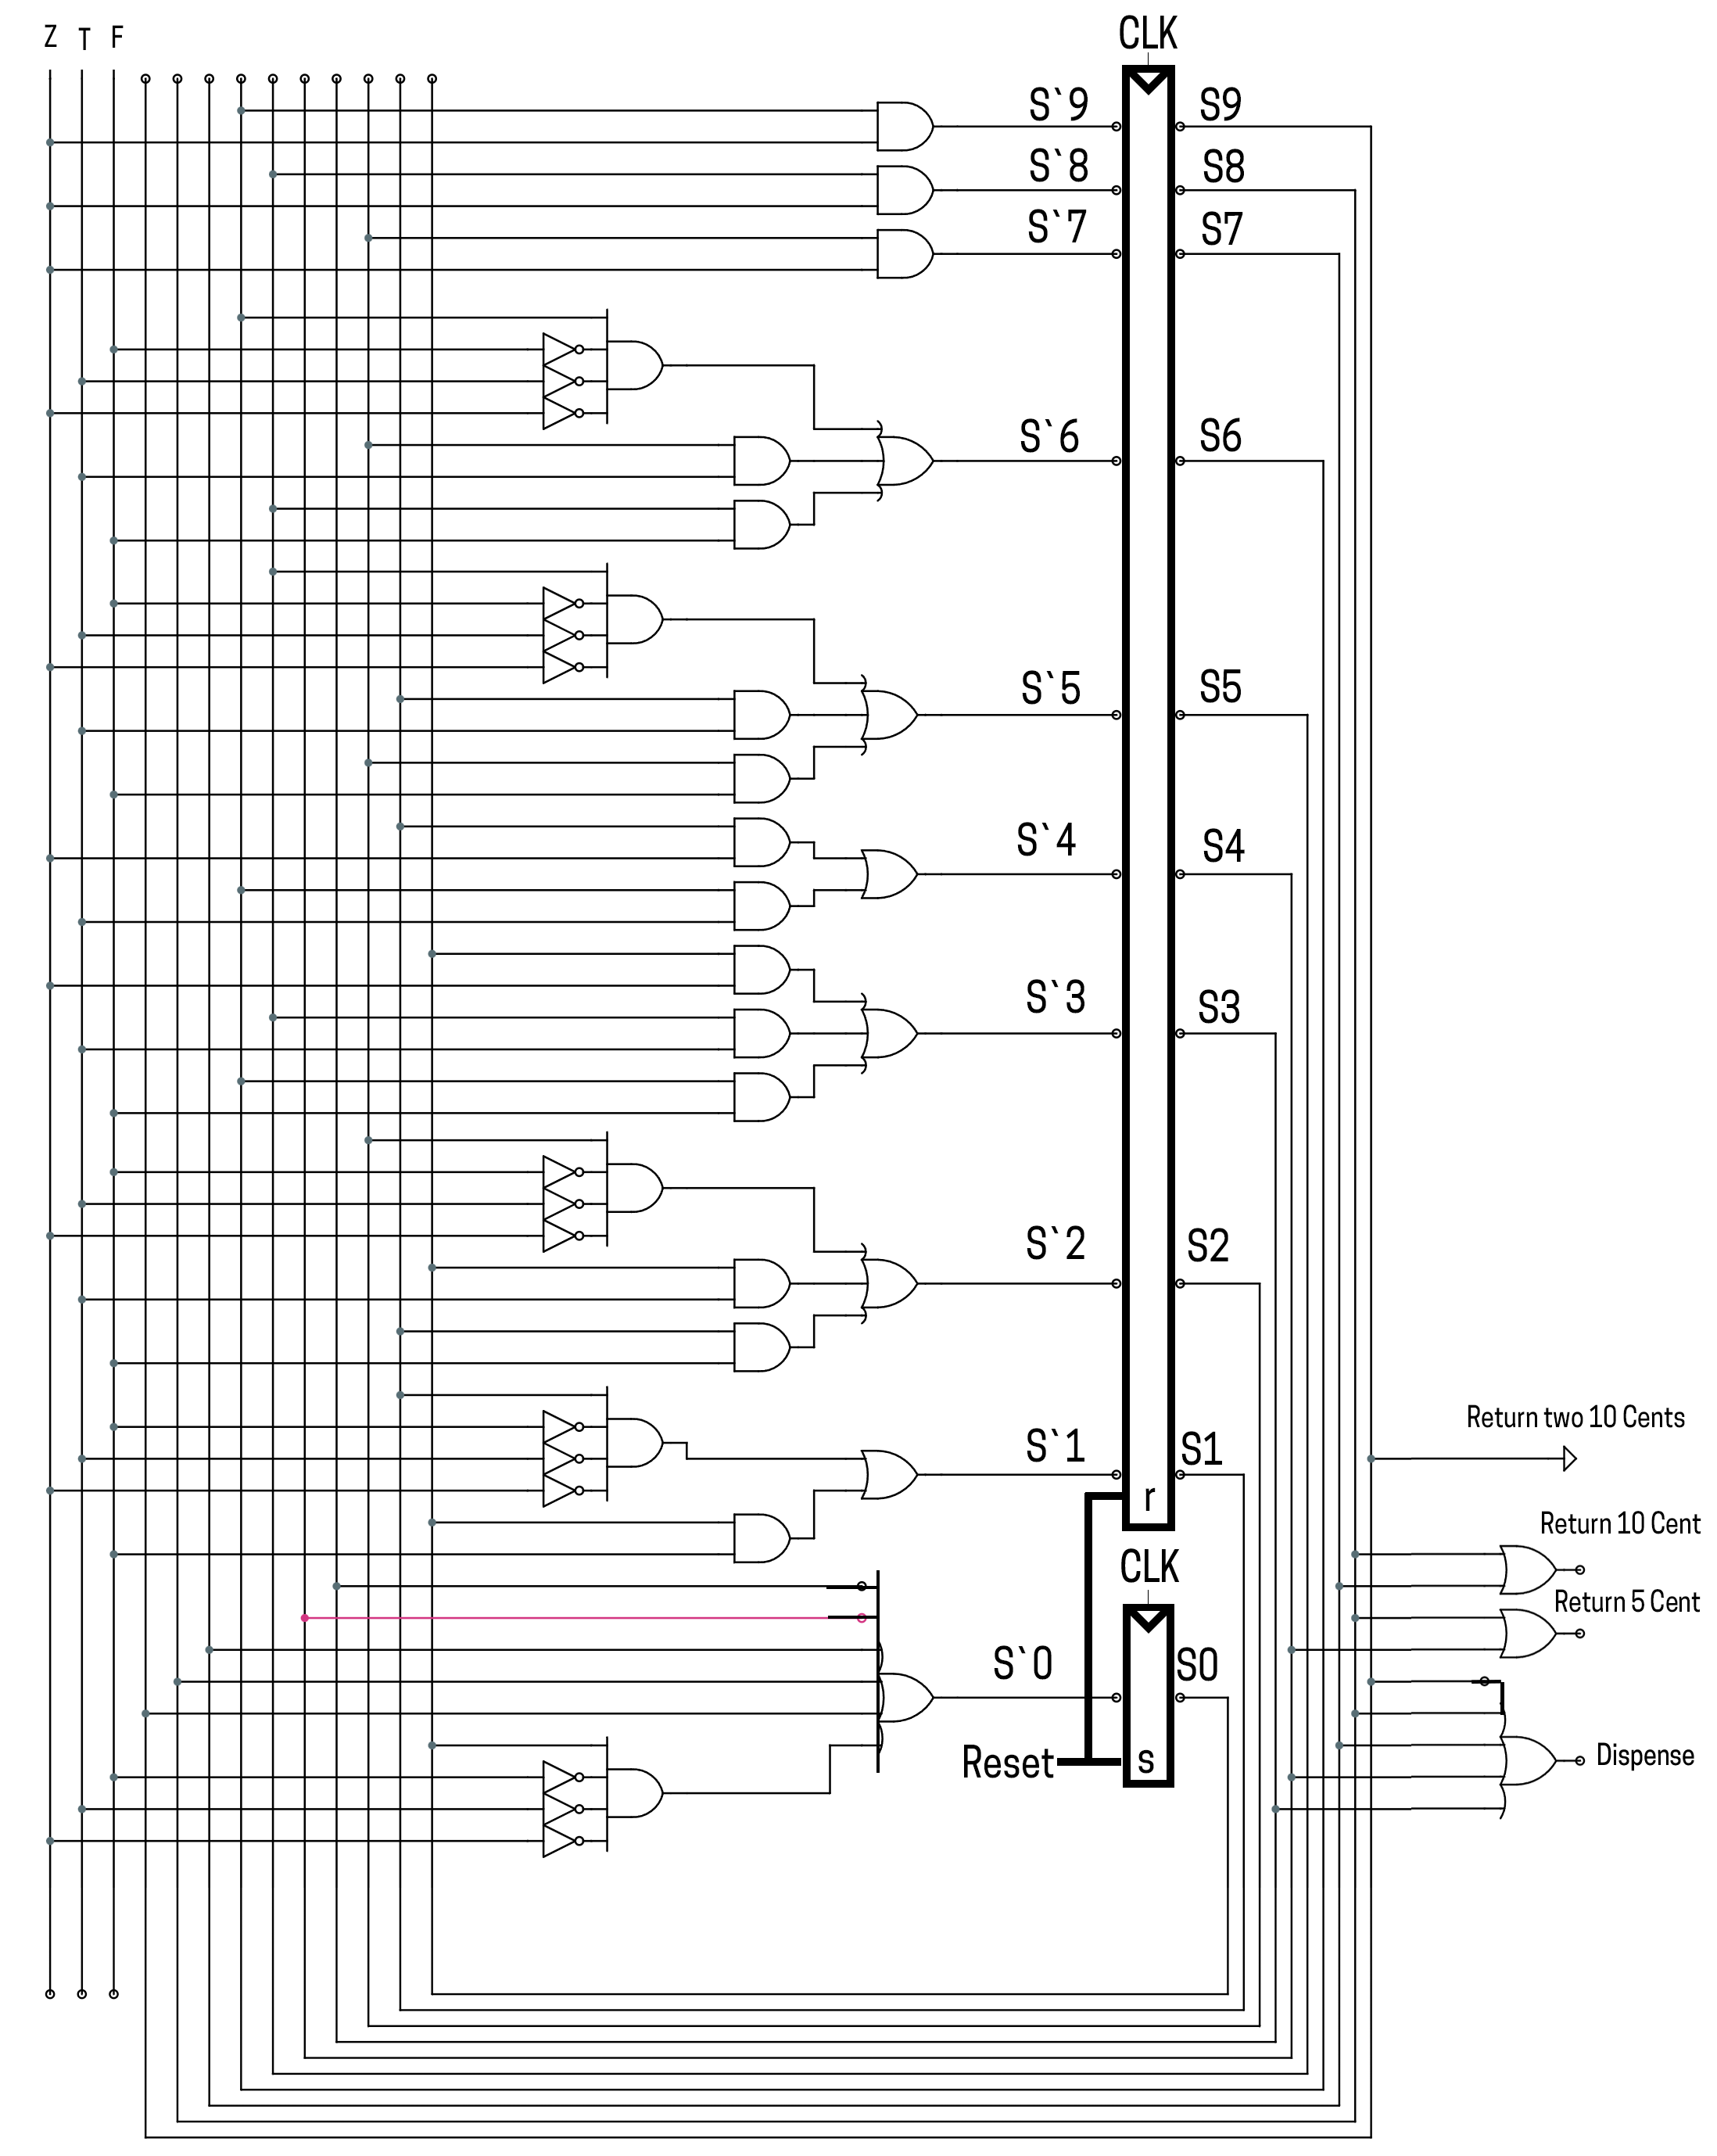 Z T F
CLK
S`9 S9
S`8 S8
S`7 S7
S`6 S6
S`5 S5
S`4 S4
S`3 S3
S`2 S2
Return two 10 Cents
S`1 S1
r
Return 10 Cent
CLK
Return 5 Cent
S`0 S0
Dispense
Reset s